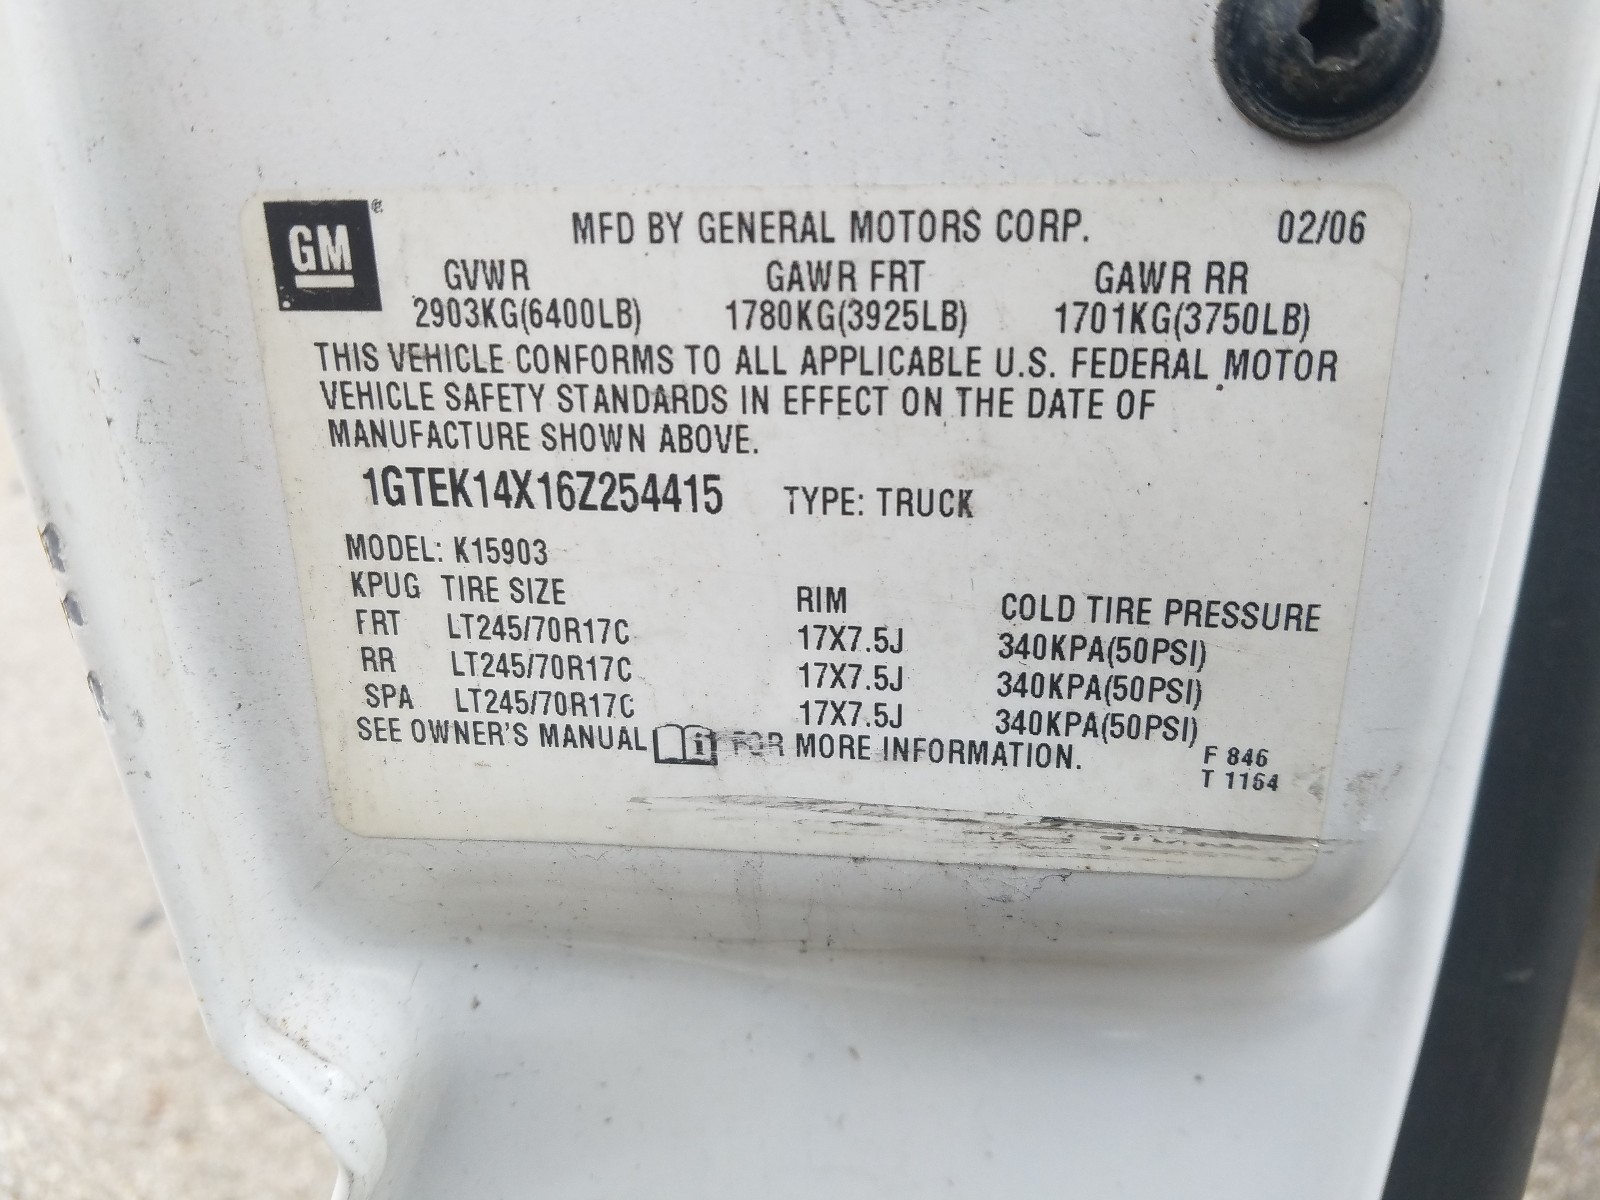 GM
MFD BY GENERAL MOTORS CORP. 02/06
GVWR GAWR FRT GAWR RR
2903KG(6400LB) 1780KG(3925LB) 1701KG(3750LB)
THIS VEHICLE CONFORMS TO ALL APPLICABLE U.S. FEDERAL MOTOR
VEHICLE SAFETY STANDARDS IN EFFECT ON THE DATE OF
MANUFACTURE SHOWN ABOVE.
1GTEK14X16Z254415 TYPE: TRUCK
MODEL: K15903
KPUG TIRE SIZE RIM COLD TIRE PRESSURE
FRT LT245/70R17C 17X7.5J 340KPA(50PSI)
RR LT245/70R17C 17X7.5J 340KPA(50PSI)
SPA LT245/70R17C 17X7.5J 340KPA(50PSI)
SEE OWNER'S MANUAL FOR MORE INFORMATION.
F 846
T 1164